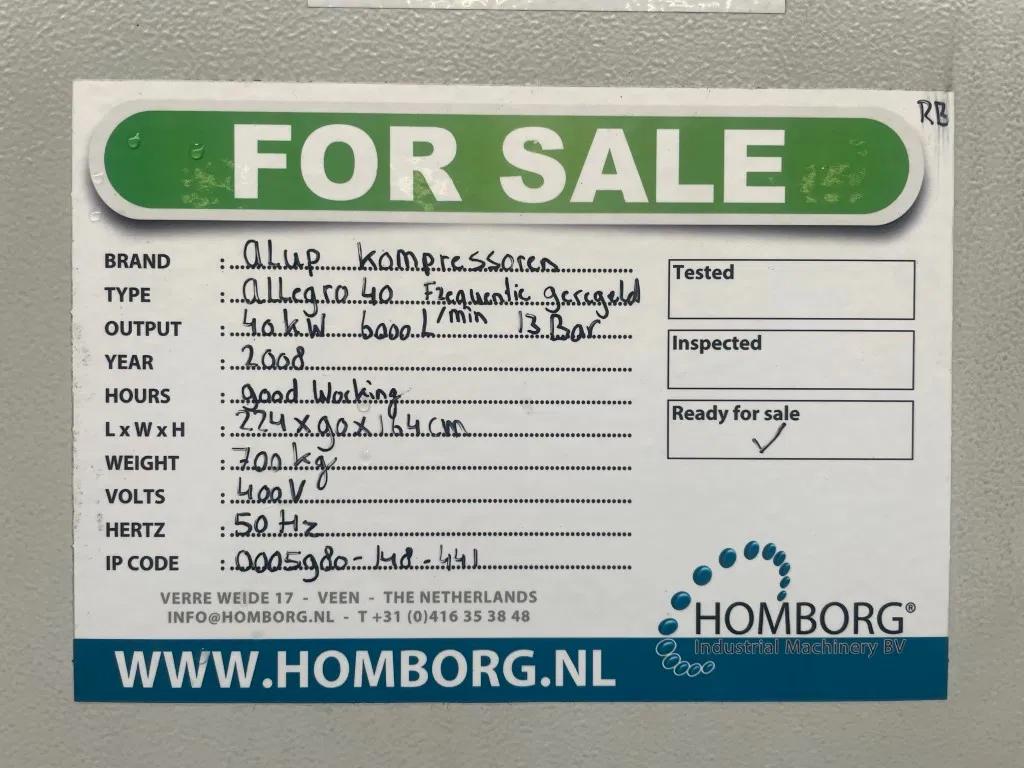 RB
FOR SALE
BRAND : ALup Kompressoren
TYPE : Allegro 40 Frequentie geregeld
OUTPUT : 40 kW 6000 L/min 13 Bar
YEAR : 2008
HOURS : good Working
L x W x H : 224 x 90 x 164 cm
WEIGHT : 700 kg
VOLTS : 400 V
HERTZ : 50 Hz
IP CODE : 0005980-148-441
Tested
Inspected
Ready for sale
✓
VERRE WEIDE 17 - VEEN - THE NETHERLANDS
INFO@HOMBORG.NL - T +31 (0)416 35 38 48
HOMBORG®
Industrial Machinery BV
WWW.HOMBORG.NL